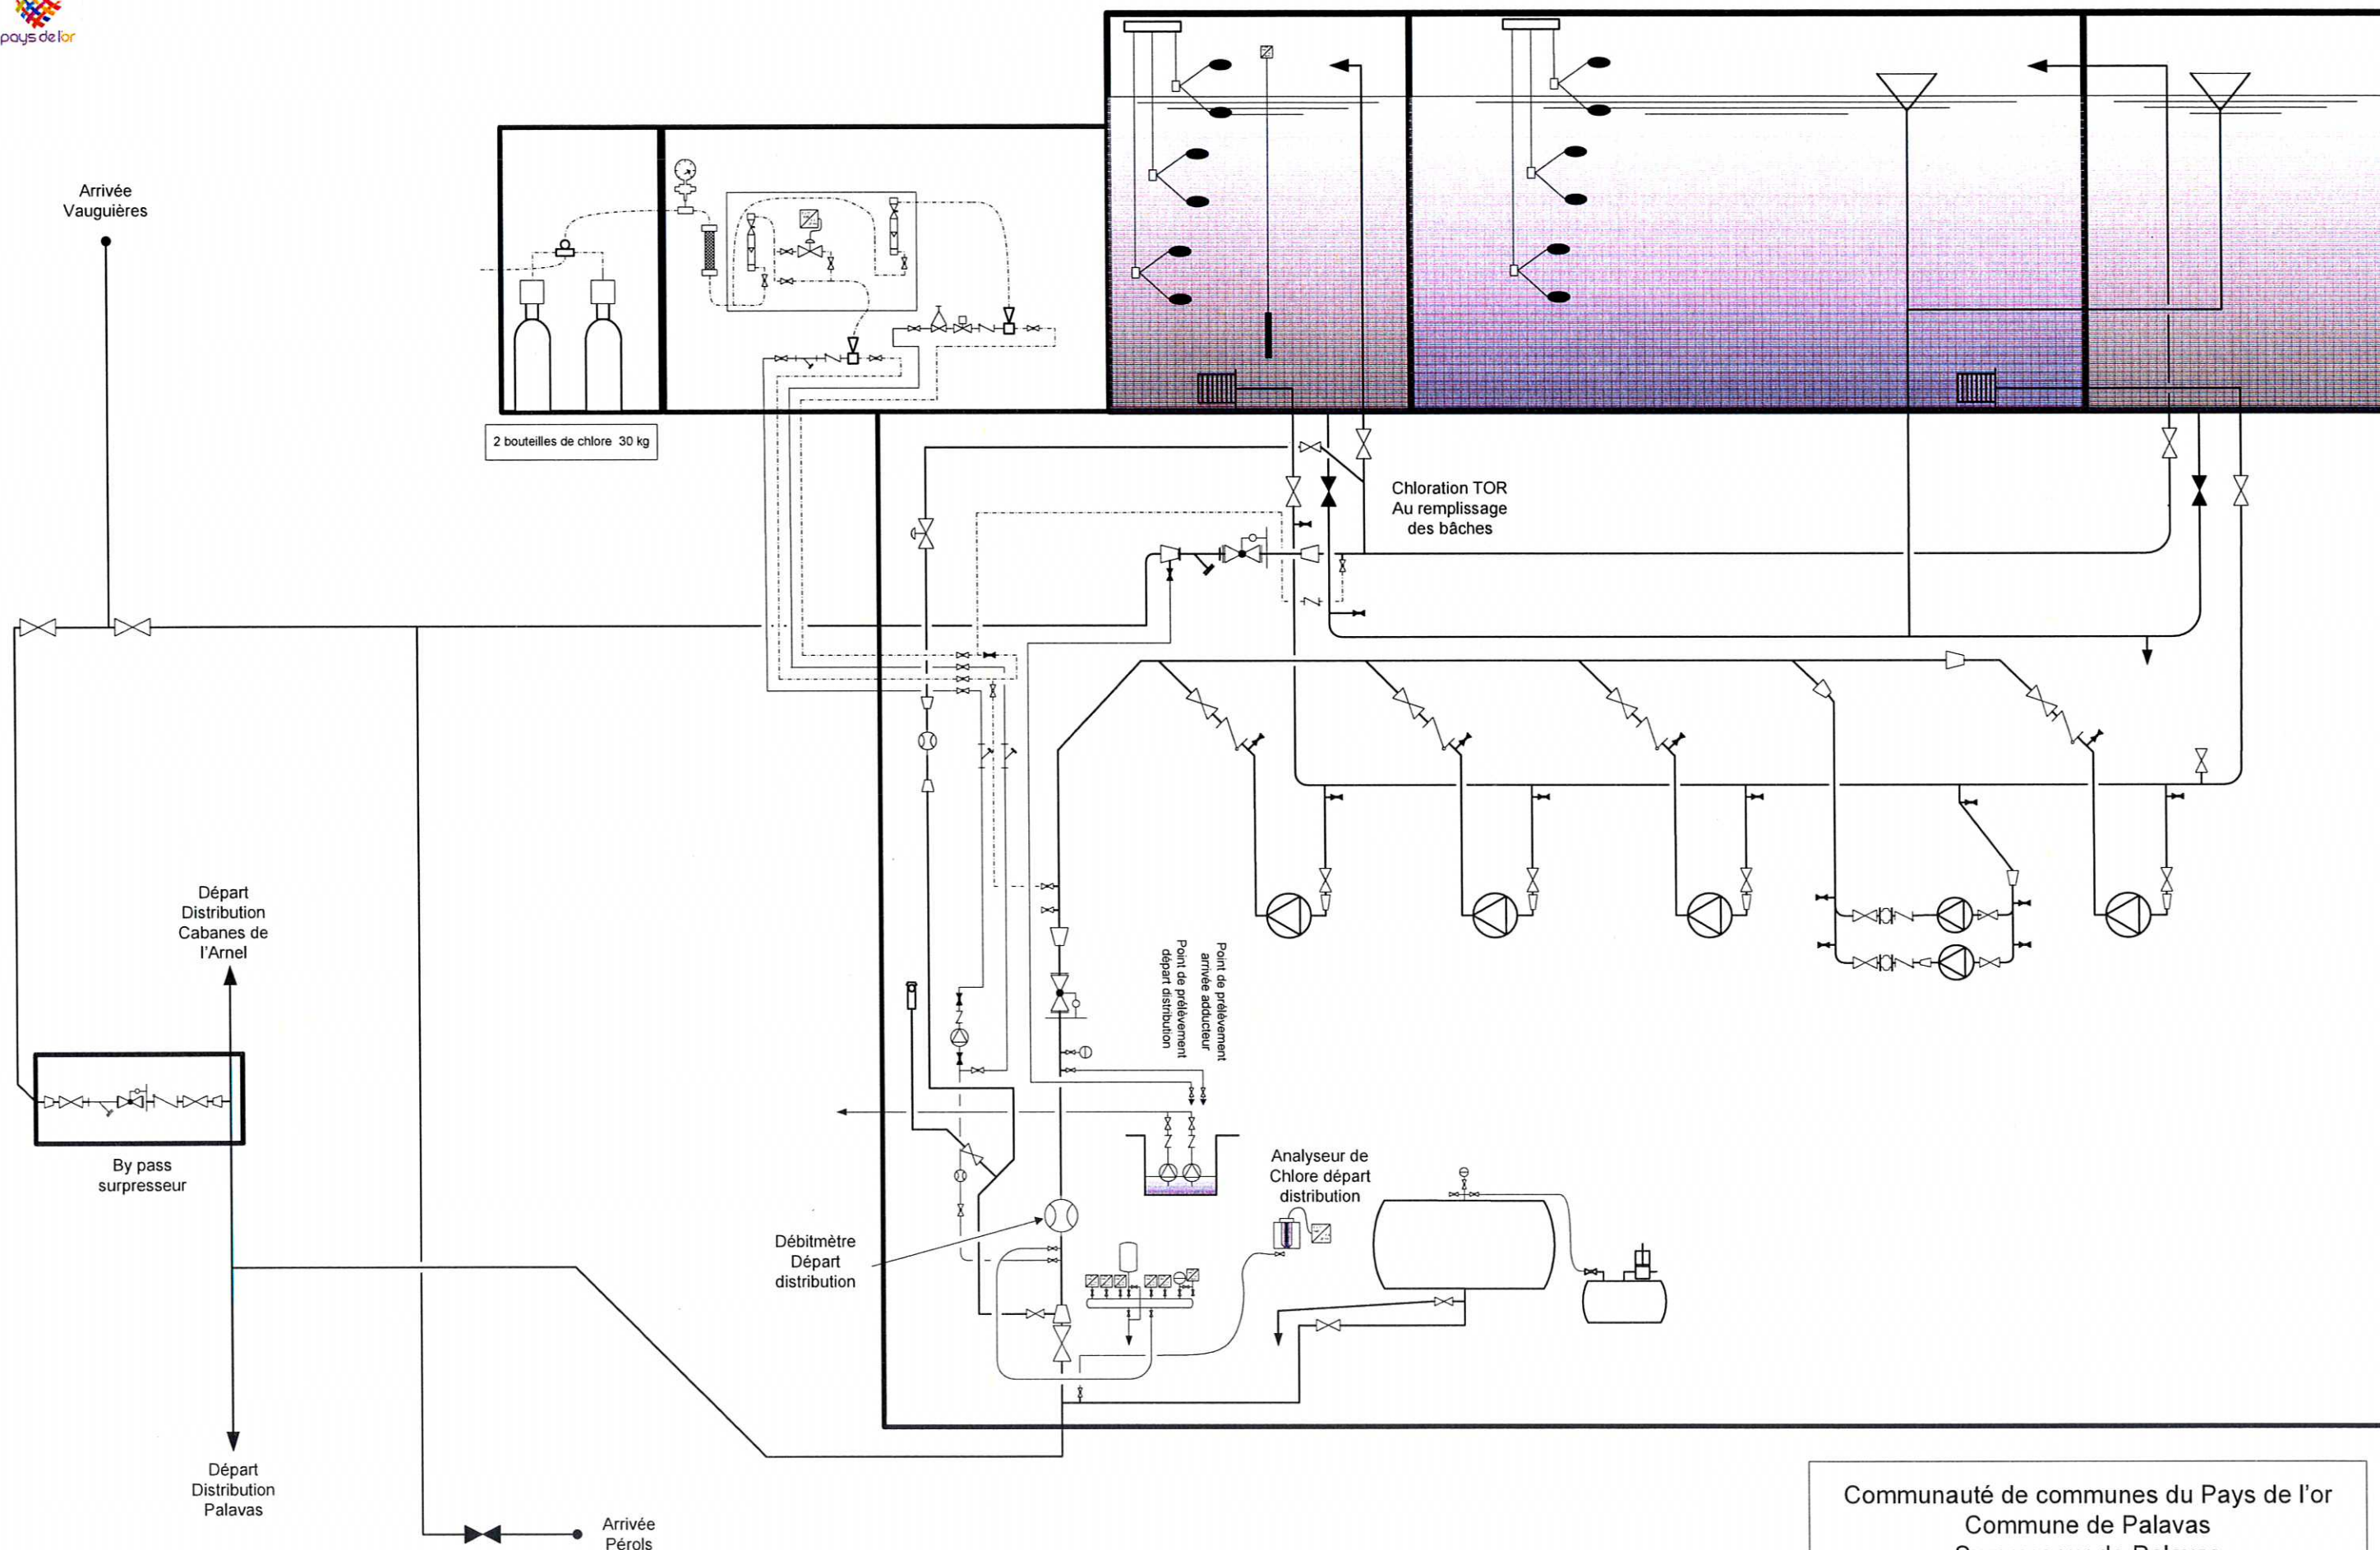 pays de l'or
Arrivée
Vauguières
2 bouteilles de chlore 30 kg
Chloration TOR
Au remplissage
des bâches
Départ
Distribution
Cabanes de
l'Arnel
Point de prélèvement
arrivée adducteur
Point de prélèvement
départ distribution
By pass
surpresseur
Analyseur de
Chlore départ
distribution
Débitmètre
Départ
distribution
Départ
Distribution
Palavas
Arrivée
Pérols
Communauté de communes du Pays de l'or
Commune de Palavas